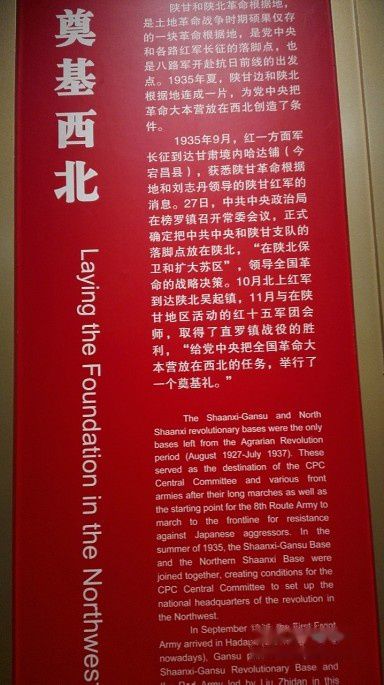 奠基西北
Laying the Foundation in the Northwest
陕甘和陕北革命根据地，
是土地革命战争时期硕果仅存
的一块革命根据地，是党中央
和各路红军长征的落脚点，也
是八路军开赴抗日前线的出发
点。1935年夏，陕甘边和陕北
根据地连成一片，为党中央把
革命大本营放在西北创造了条
件。
1935年9月，红一方面军
长征到达甘肃境内哈达铺（今
宕昌县），获悉陕甘革命根据
地和刘志丹领导的陕甘红军的
消息。27日，中共中央政治局
在榜罗镇召开常委会议，正式
确定把中共中央和陕甘支队的
落脚点放在陕北，“在陕北保
卫和扩大苏区”，领导全国革
命的战略决策。10月北上红军
到达陕北吴起镇，11月与在陕
甘地区活动的红十五军团会
师，取得了直罗镇战役的胜
利，“给党中央把全国革命大
本营放在西北的任务，举行了
一个奠基礼。”
The Shaanxi-Gansu and North
Shaanxi revolutionary bases were the only
bases left from the Agrarian Revolution
period (August 1927-July 1937). These
served as the destination of the CPC
Central Committee and various front
armies after their long marches as well as
the starting point for the 8th Route Army to
march to the frontline for resistance
against Japanese aggressors. In the
summer of 1935, the Shaanxi-Gansu Base
and the Northern Shaanxi Base were
joined together, creating conditions for the
CPC Central Committee to set up the
national headquarters of the revolution in
the Northwest.
In September the First Front
Army arrived in Hadapu
nowadays), Gansu
Shaanxi-Gansu Revolutionary Base and
the Red Army led by Liu Zhidan in this